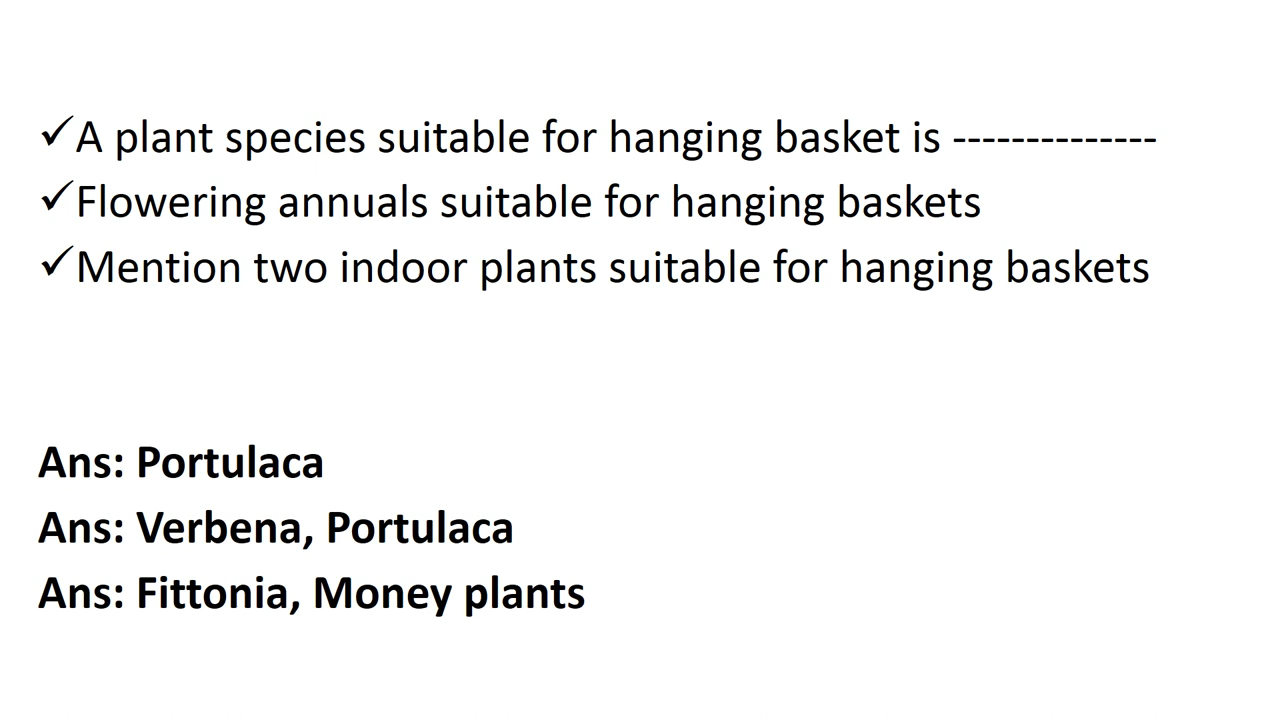 ✓A plant species suitable for hanging basket is --------------
✓Flowering annuals suitable for hanging baskets
✓Mention two indoor plants suitable for hanging baskets
Ans: Portulaca
Ans: Verbena, Portulaca
Ans: Fittonia, Money plants